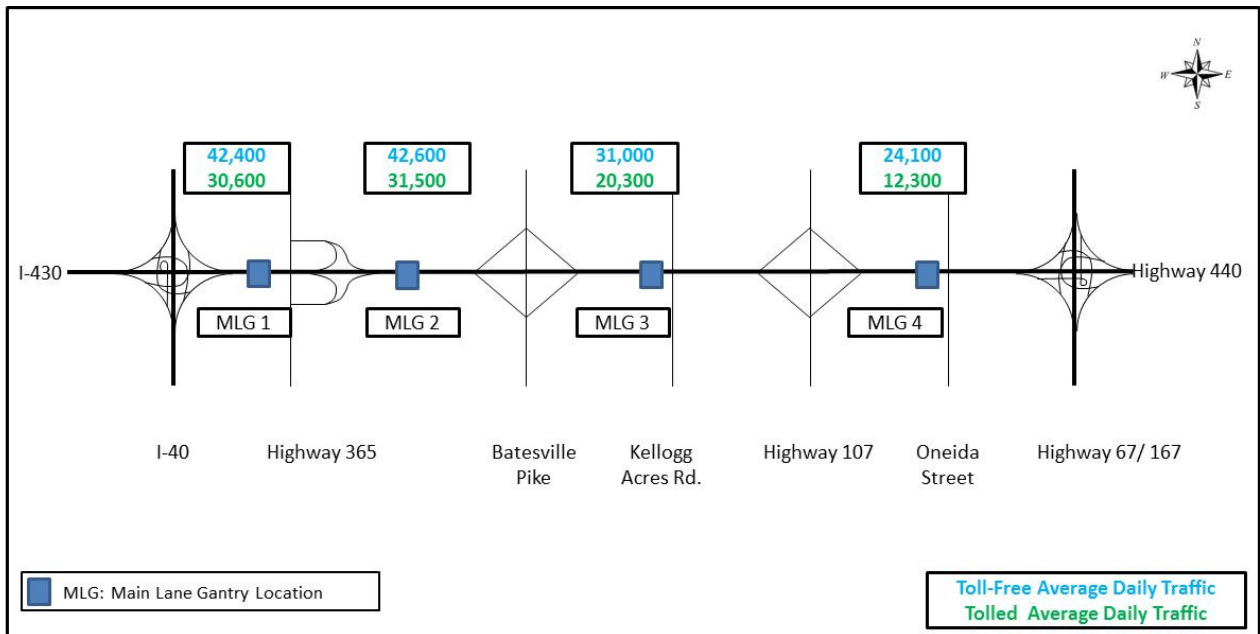 N
W E
S
42,400
30,600
42,600
31,500
31,000
20,300
24,100
12,300
I-430
Highway 440
MLG 1
MLG 2
MLG 3
MLG 4
I-40
Highway 365
Batesville
Pike
Kellogg
Acres Rd.
Highway 107
Oneida
Street
Highway 67/ 167
MLG: Main Lane Gantry Location
Toll-Free Average Daily Traffic
Tolled Average Daily Traffic